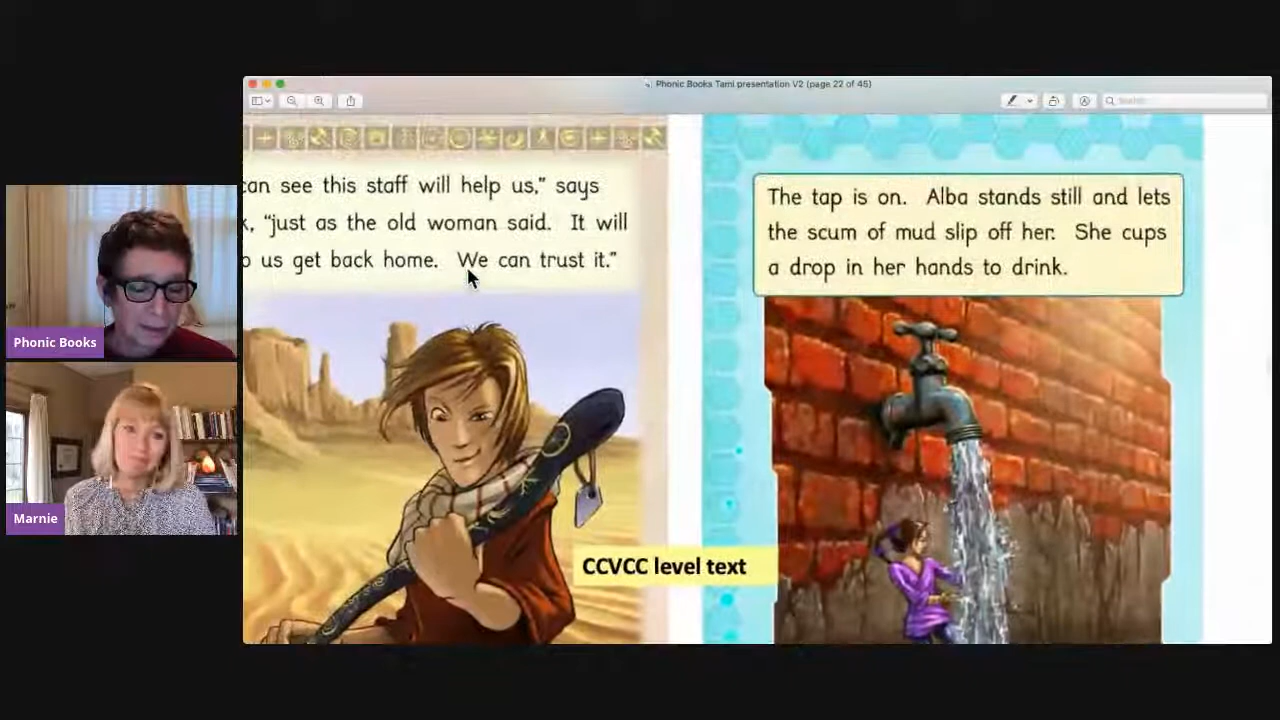 Phonic Books Tami presentation V2 (page 22 of 45)
Search
can see this staff will help us,” says
“just as the old woman said. It will
us get back home. We can trust it.”
The tap is on. Alba stands still and lets
the scum of mud slip off her. She cups
a drop in her hands to drink.
CCVCC level text
Phonic Books
Marnie